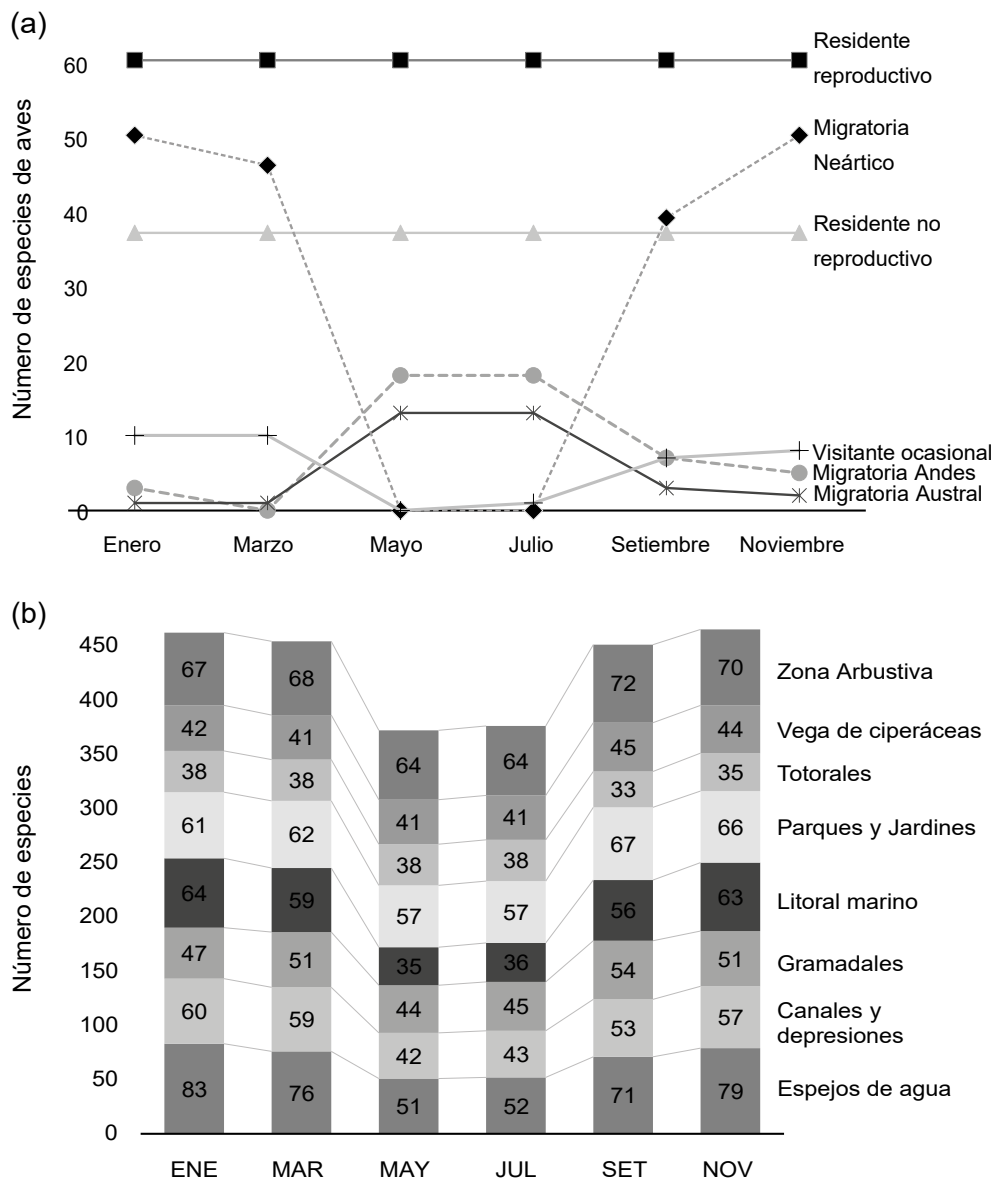 (a)
Número de especies de aves
60
50
40
30
20
10
0
Enero
Marzo
Mayo
Julio
Setiembre
Noviembre
Residente
reproductivo
Migratoria
Neártico
Residente no
reproductivo
Visitante ocasional
Migratoria Andes
Migratoria Austral
(b)
Número de especies
450
400
350
300
250
200
150
100
50
0
67
68
64
64
72
70
Zona Arbustiva
42
41
41
41
45
44
Vega de ciperáceas
38
38
38
38
33
35
Totorales
61
62
57
57
67
66
Parques y Jardines
64
59
35
36
56
63
Litoral marino
47
51
44
45
54
51
Gramadales
60
59
42
43
53
57
Canales y
depresiones
83
76
51
52
71
79
Espejos de agua
ENE
MAR
MAY
JUL
SET
NOV